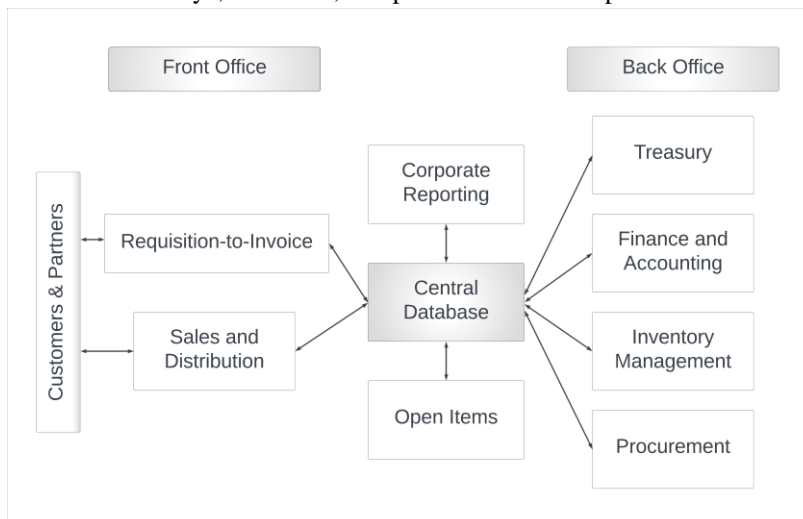 Front Office
Back Office
Customers & Partners
Requisition-to-Invoice
Sales and
Distribution
Corporate
Reporting
Central
Database
Open Items
Treasury
Finance and
Accounting
Inventory
Management
Procurement